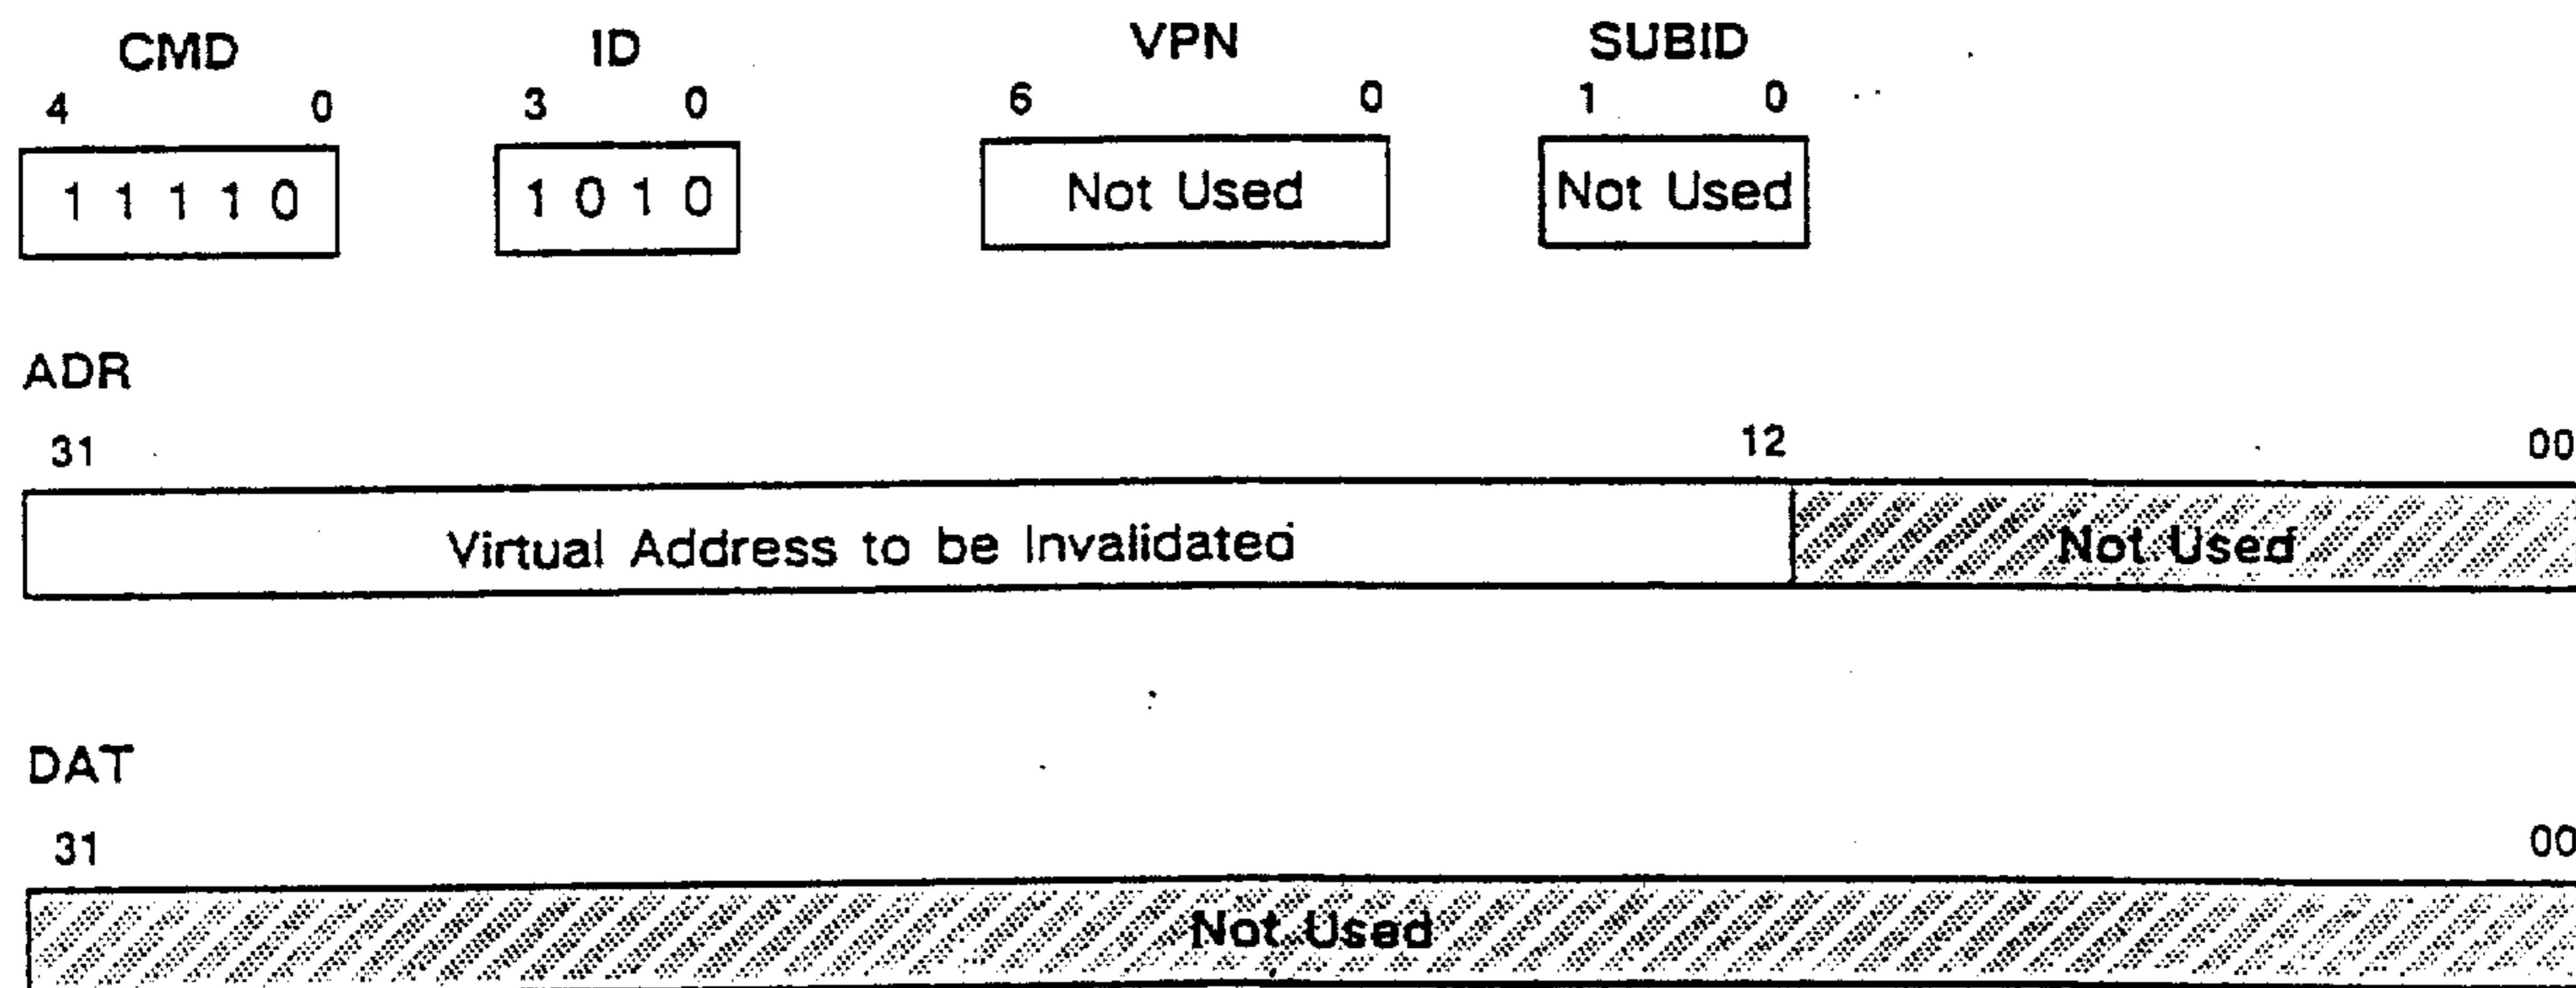 CMD ID VPN SUBID
4 0 3 0 6 0 1 0
1 1 1 1 0 1 0 1 0 Not Used Not Used
ADR
31 12 00
Virtual Address to be Invalidated Not Used
DAT
31 00
Not Used